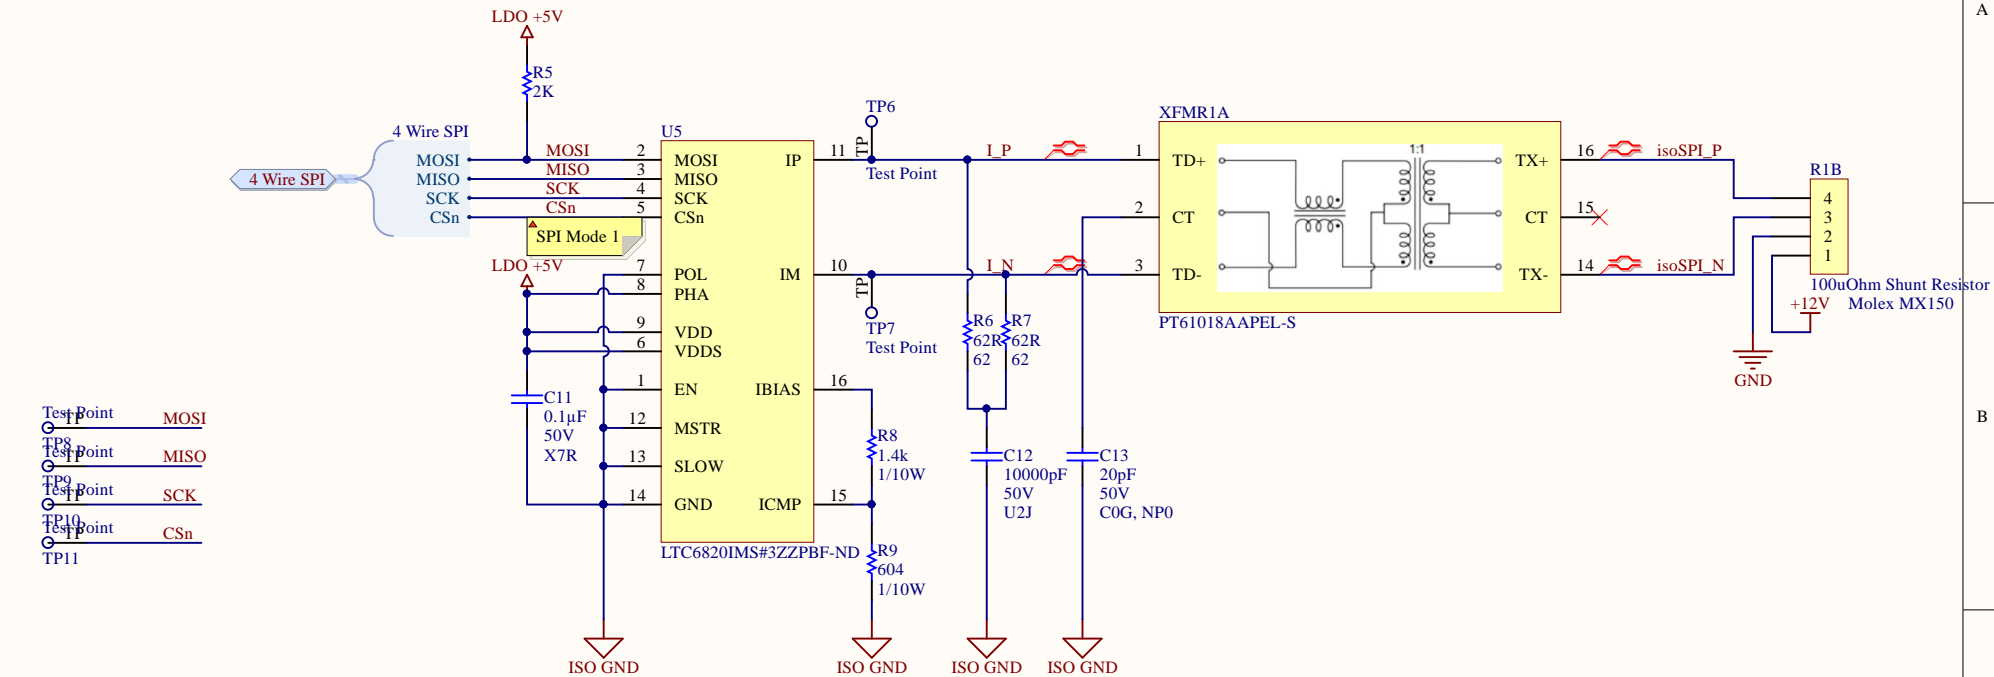 LDO +5V
R5
2K
4 Wire SPI
4 Wire SPI
MOSI
MISO
SCK
CSn
MOSI
MISO
SCK
CSn
SPI Mode 1
LDO +5V
C11
0.1µF
50V
X7R
U5
2
3
4
5
7
8
9
6
1
12
13
14
MOSI
MISO
SCK
CSn
POL
PHA
VDD
VDDS
EN
MSTR
SLOW
GND
IP
IM
IBIAS
ICMP
11
10
16
15
LTC6820IMS#3ZZPBF-ND
ISO GND
TP6
TP
Test Point
TP
TP7
Test Point
R8
1.4k
1/10W
R9
604
1/10W
ISO GND
I_P
I_N
R6
62R
62
R7
62R
62
C12
10000pF
50V
U2J
ISO GND
C13
20pF
50V
C0G, NP0
ISO GND
XFMR1A
1
2
3
TD+
CT
TD-
1:1
TX+
CT
TX-
16
15
14
PT61018AAPEL-S
isoSPI_P
isoSPI_N
R1B
4
3
2
1
100uOhm Shunt Resistor
Molex MX150
+12V
GND
Test Point
TP
MOSI
TP8
Test Point
TP
MISO
TP9
Test Point
TP
SCK
TP10
Test Point
TP
CSn
TP11
A
B